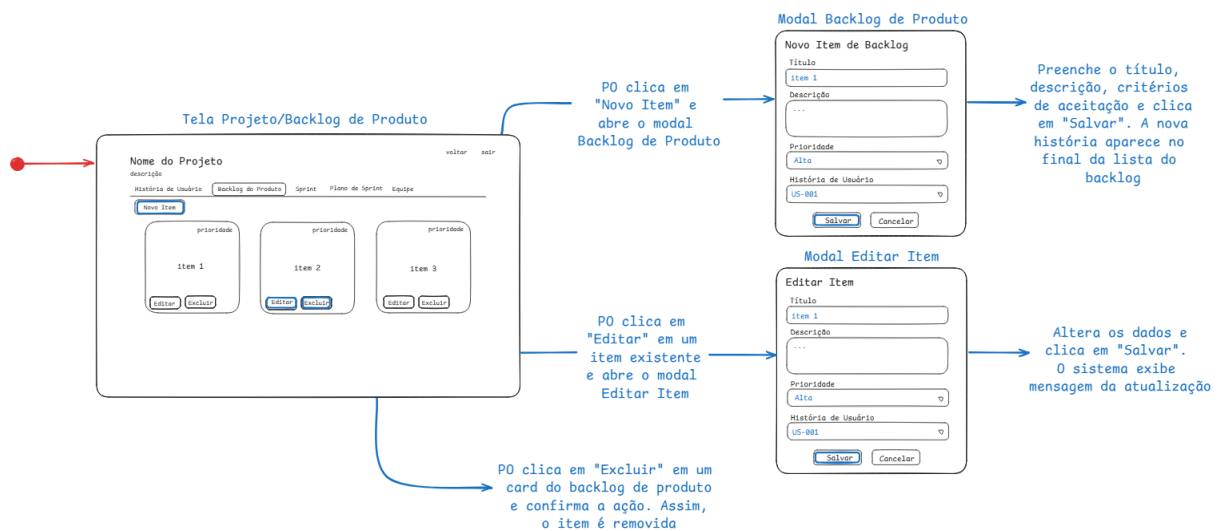 Tela Projeto/Backlog de Produto
voltar sair
Nome do Projeto
descrição
História de Usuário Backlog do Produto Sprint Plano de Sprint Equipe
Novo Item
prioridade prioridade prioridade
item 1 item 2 item 3
Editar Excluir Editar Excluir Editar Excluir
PO clica em
"Novo Item" e
abre o modal
Backlog de Produto
Modal Backlog de Produto
Novo Item de Backlog
Título
item 1
Descrição
...
Prioridade
Alta
História de Usuário
US-001
Salvar Cancelar
Preenche o título,
descrição, critérios
de aceitação e clica
em "Salvar". A nova
história aparece no
final da lista do
backlog
PO clica em
"Editar" em um
item existente
e abre o modal
Editar Item
Modal Editar Item
Editar Item
Título
item 1
Descrição
...
Prioridade
Alta
História de Usuário
US-001
Salvar Cancelar
Altera os dados e
clica em "Salvar".
O sistema exibe
mensagem da atualização
PO clica em "Excluir" em um
card do backlog de produto
e confirma a ação. Assim,
o item é removida